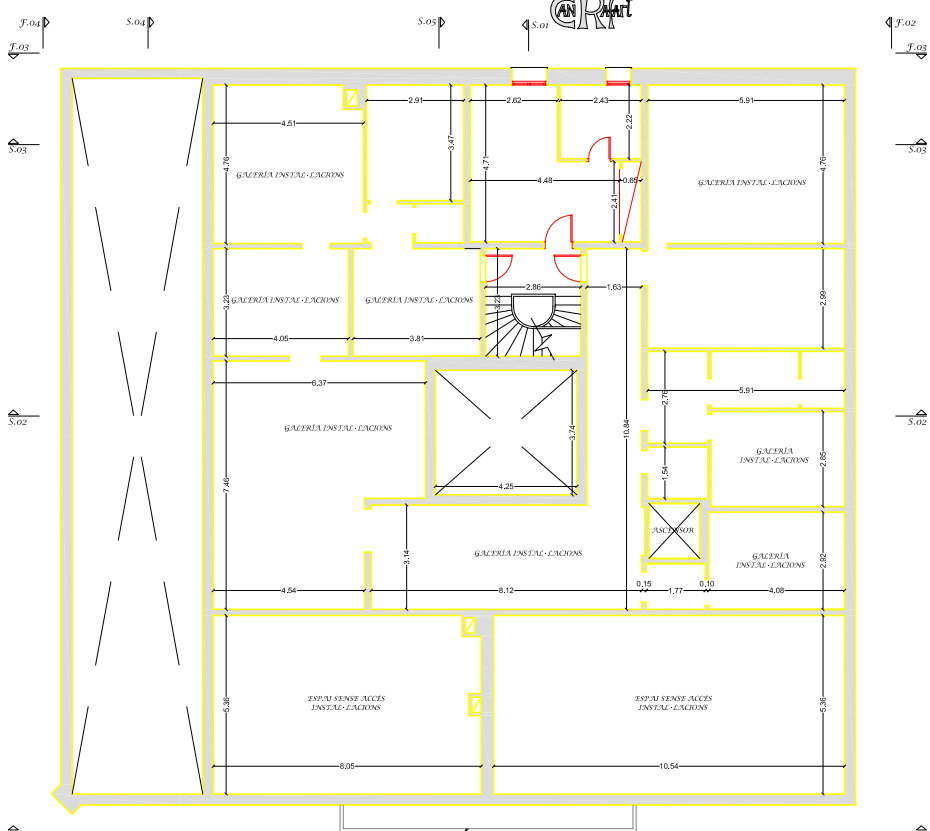 CAN RMART
F.04
S.04
S.05
S.01
F.02
F.03
F.03
2.91
2.62
2.43
5.91
4.51
2.22
3.47
S.03
S.03
4.76
4.71
4.76
GALERÍA INSTAL·LACIONS
4.48
0.65
GALERÍA INSTAL·LACIONS
2.41
3.23
3.23
2.86
1.63
2.99
GALERÍA INSTAL·LACIONS
GALERÍA INSTAL·LACIONS
4.05
3.81
6.37
5.91
2.76
S.02
S.02
GALERÍA INSTAL·LACIONS
3.74
10.84
GALERÍA
INSTAL·LACIONS
2.85
7.46
4.25
1.54
ASCENSOR
3.14
GALERÍA INSTAL·LACIONS
GALERÍA
INSTAL·LACIONS
2.92
0.15
0.10
4.54
8.12
1.77
4.08
ESPAI SENSE ACCÉS
INSTAL·LACIONS
ESPAI SENSE ACCÉS
INSTAL·LACIONS
5.36
5.36
8.05
10.54